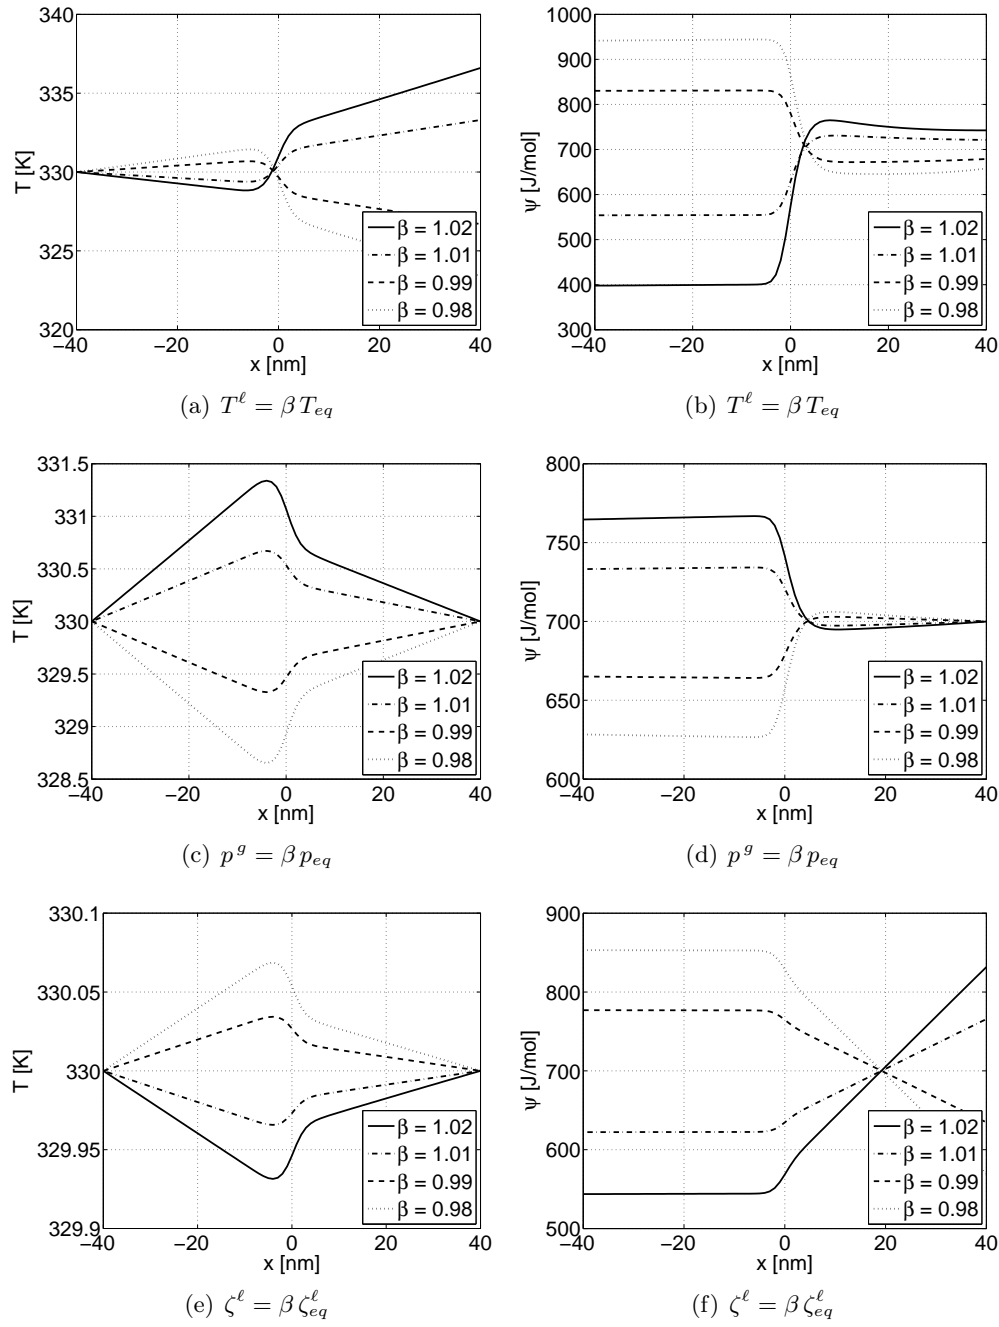 340
335
330
325
320
T [K]
−40
−20
0
20
40
x [nm]
β = 1.02
β = 1.01
β = 0.99
β = 0.98
(a) T^ℓ = β T_eq
1000
900
800
700
600
500
400
300
ψ [J/mol]
−40
−20
0
20
40
x [nm]
β = 1.02
β = 1.01
β = 0.99
β = 0.98
(b) T^ℓ = β T_eq
331.5
331
330.5
330
329.5
329
328.5
T [K]
−40
−20
0
20
40
x [nm]
β = 1.02
β = 1.01
β = 0.99
β = 0.98
(c) p^g = β p_eq
800
750
700
650
600
ψ [J/mol]
−40
−20
0
20
40
x [nm]
β = 1.02
β = 1.01
β = 0.99
β = 0.98
(d) p^g = β p_eq
330.1
330.05
330
329.95
329.9
T [K]
−40
−20
0
20
40
x [nm]
β = 1.02
β = 1.01
β = 0.99
β = 0.98
(e) ζ^ℓ = β ζ^ℓ_eq
900
800
700
600
500
ψ [J/mol]
−40
−20
0
20
40
x [nm]
β = 1.02
β = 1.01
β = 0.99
β = 0.98
(f) ζ^ℓ = β ζ^ℓ_eq